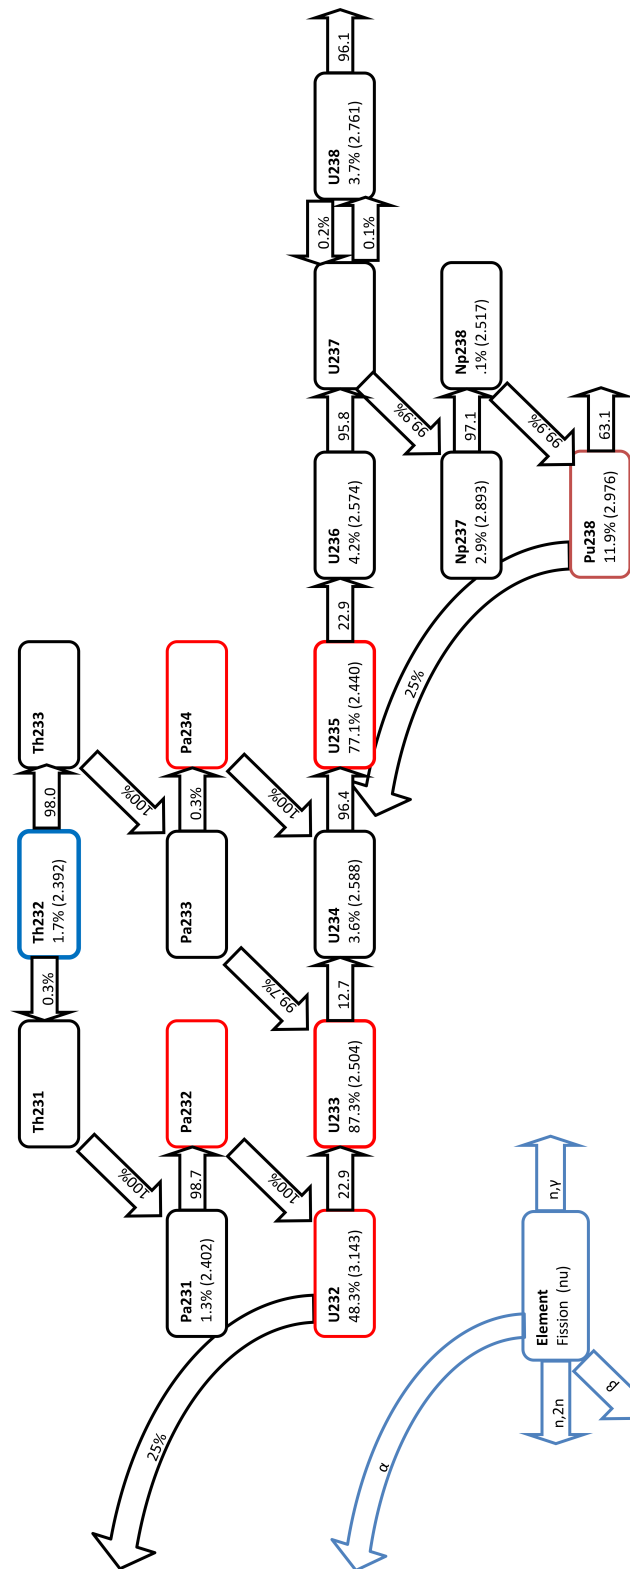 Th231
0.3%
Th232
1.7% (2.392)
98.0
Th233
100%
100%
Pa231
1.3% (2.402)
98.7
Pa232
Pa233
0.3%
Pa234
25%
100%
99.7%
100%
U232
48.3% (3.143)
22.9
U233
87.3% (2.504)
12.7
U234
3.6% (2.588)
96.4
U235
77.1% (2.440)
22.9
U236
4.2% (2.574)
95.8
U237
0.2%
0.1%
U238
3.7% (2.761)
96.1
25%
99.9%
Np237
2.9% (2.893)
97.1
Np238
.1% (2.517)
99.9%
Pu238
11.9% (2.976)
63.1
α
n,2n
Element
Fission (nu)
n,γ
β